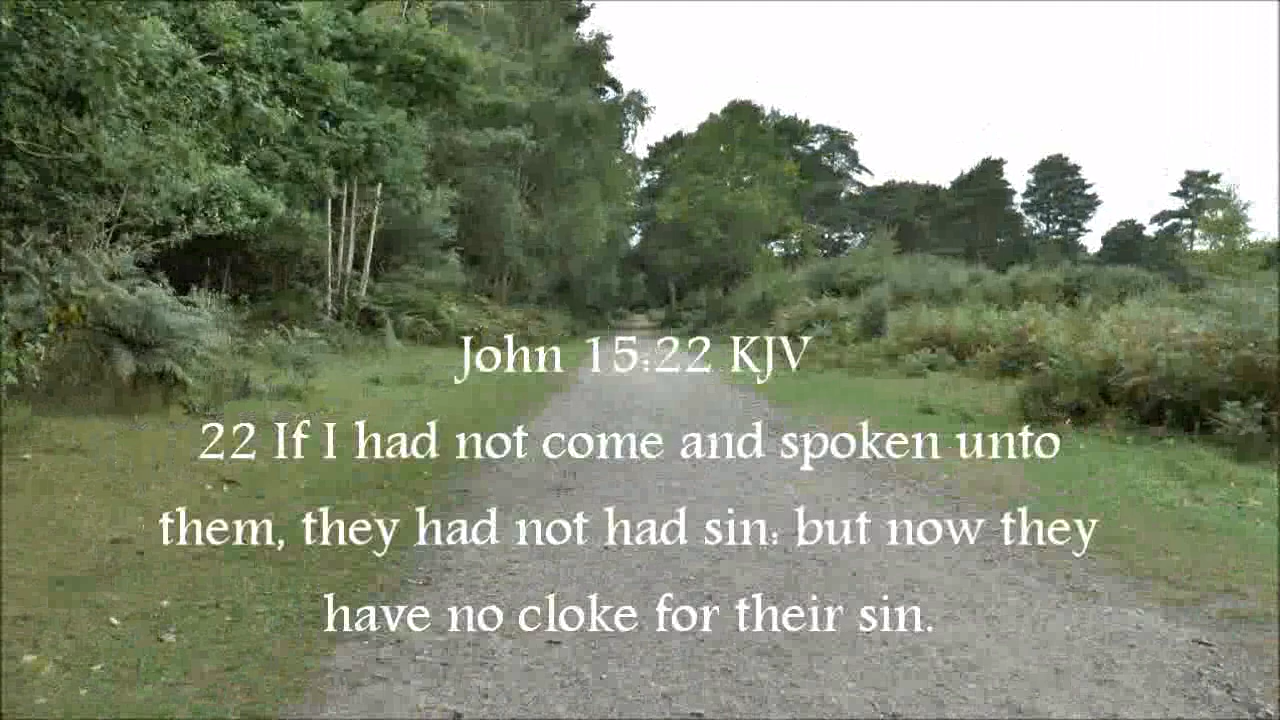 John 15:22 KJV
22 If I had not come and spoken unto
them, they had not had sin: but now they
have no cloke for their sin.